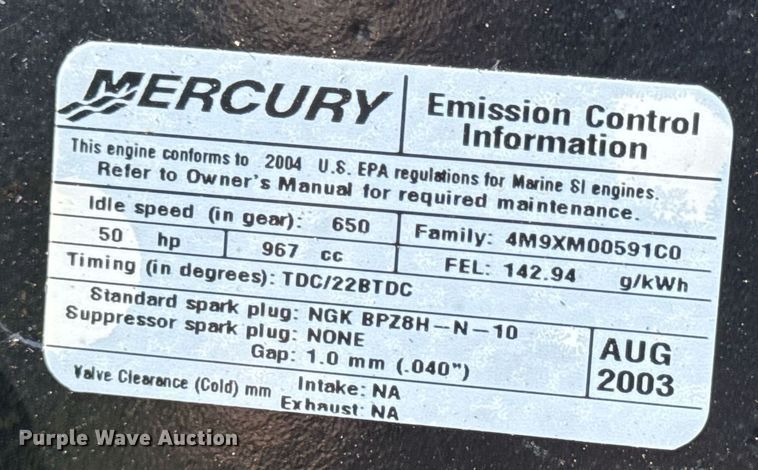 MERCURY
Emission Control
Information
This engine conforms to 2004 U.S. EPA regulations for Marine SI engines.
Refer to Owner's Manual for required maintenance.
Idle speed (in gear): 650
Family: 4M9XM00591C0
50 hp 967 cc
FEL: 142.94 g/kWh
Timing (in degrees): TDC/22BTDC
Standard spark plug: NGK BPZ8H-N-10
Suppressor spark plug: NONE
Gap: 1.0 mm (.040")
AUG
2003
Valve Clearance (Cold) mm Intake: NA
Exhaust: NA
Purple Wave Auction